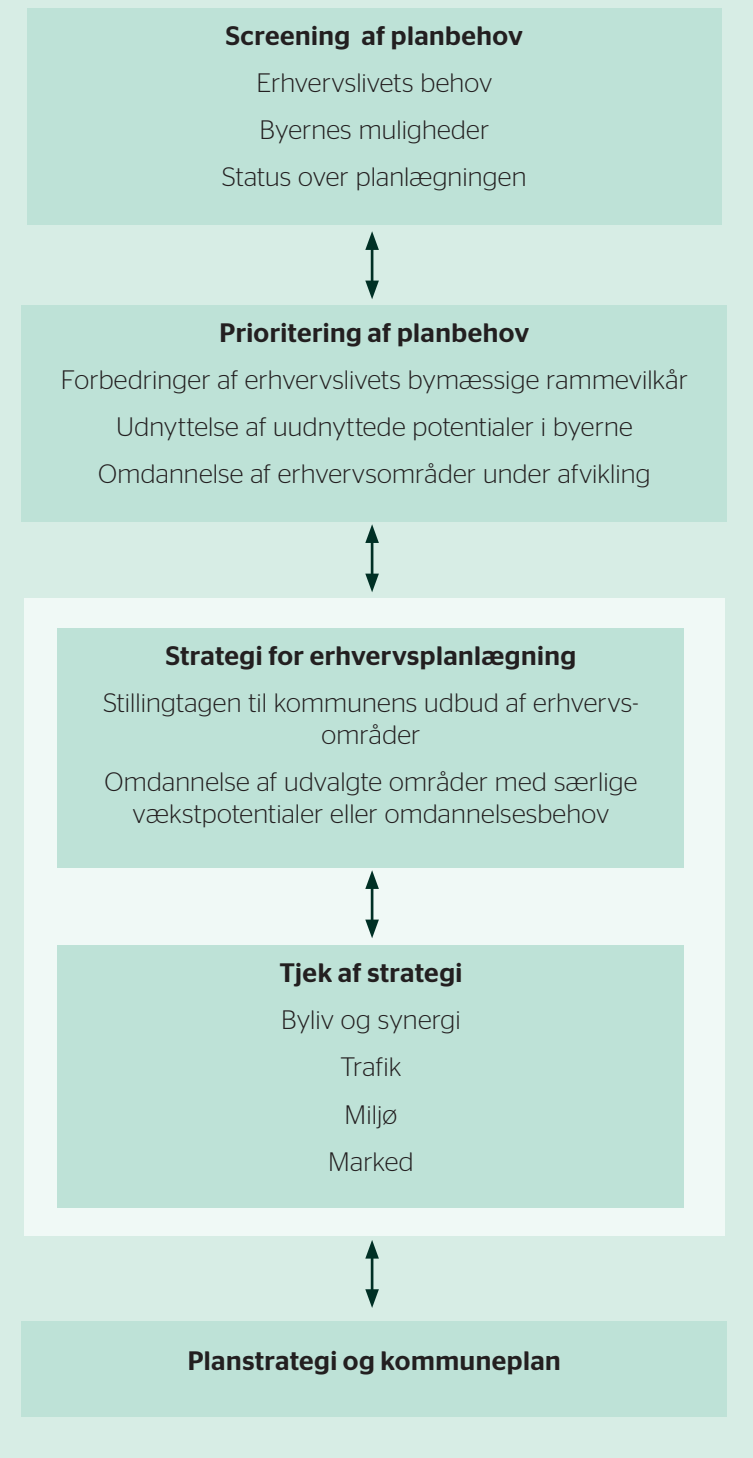 Screening af planbehov
Erhvervslivets behov
Byernes muligheder
Status over planlægningen
Prioritering af planbehov
Forbedringer af erhvervslivets bymæssige rammevilkår
Udnyttelse af uudnyttede potentialer i byerne
Omdannelse af erhvervsområder under afvikling
Strategi for erhvervsplanlægning
Stillingtagen til kommunens udbud af erhvervs-
områder
Omdannelse af udvalgte områder med særlige
vækstpotentialer eller omdannelsesbehov
Tjek af strategi
Byliv og synergi
Trafik
Miljø
Marked
Planstrategi og kommuneplan